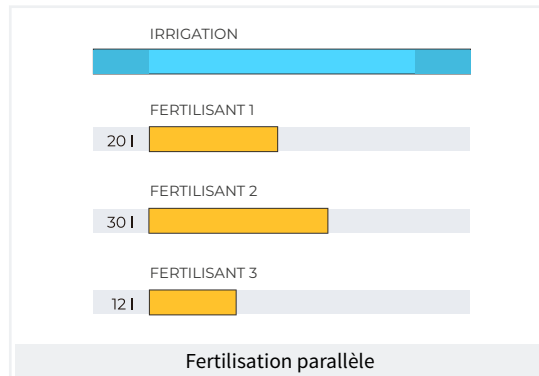 IRRIGATION
FERTILISANT 1
20 l
FERTILISANT 2
30 l
FERTILISANT 3
12 l
Fertilisation parallèle